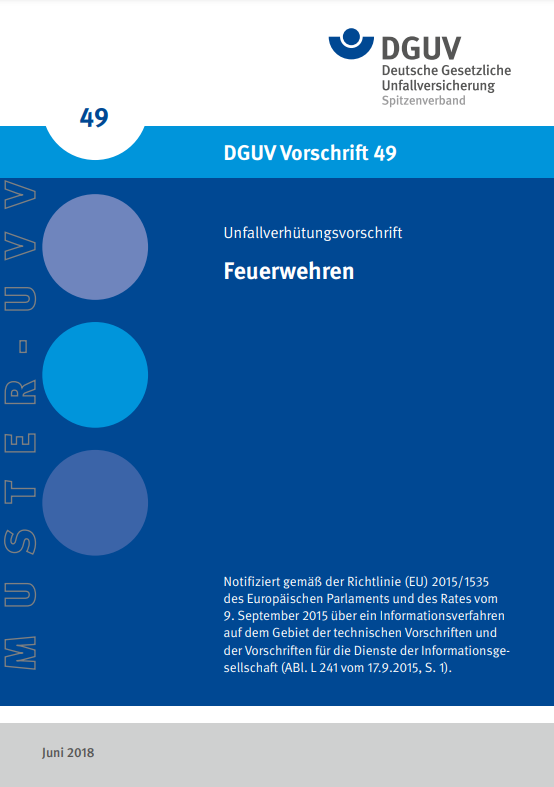 DGUV
Deutsche Gesetzliche
Unfallversicherung
Spitzenverband
49
DGUV Vorschrift 49
MUSTER-UVV
Unfallverhütungsvorschrift
Feuerwehren
Notifiziert gemäß der Richtlinie (EU) 2015/1535
des Europäischen Parlaments und des Rates vom
9. September 2015 über ein Informationsverfahren
auf dem Gebiet der technischen Vorschriften und
der Vorschriften für die Dienste der Informationsge-
sellschaft (ABl. L 241 vom 17.9.2015, S. 1).
Juni 2018